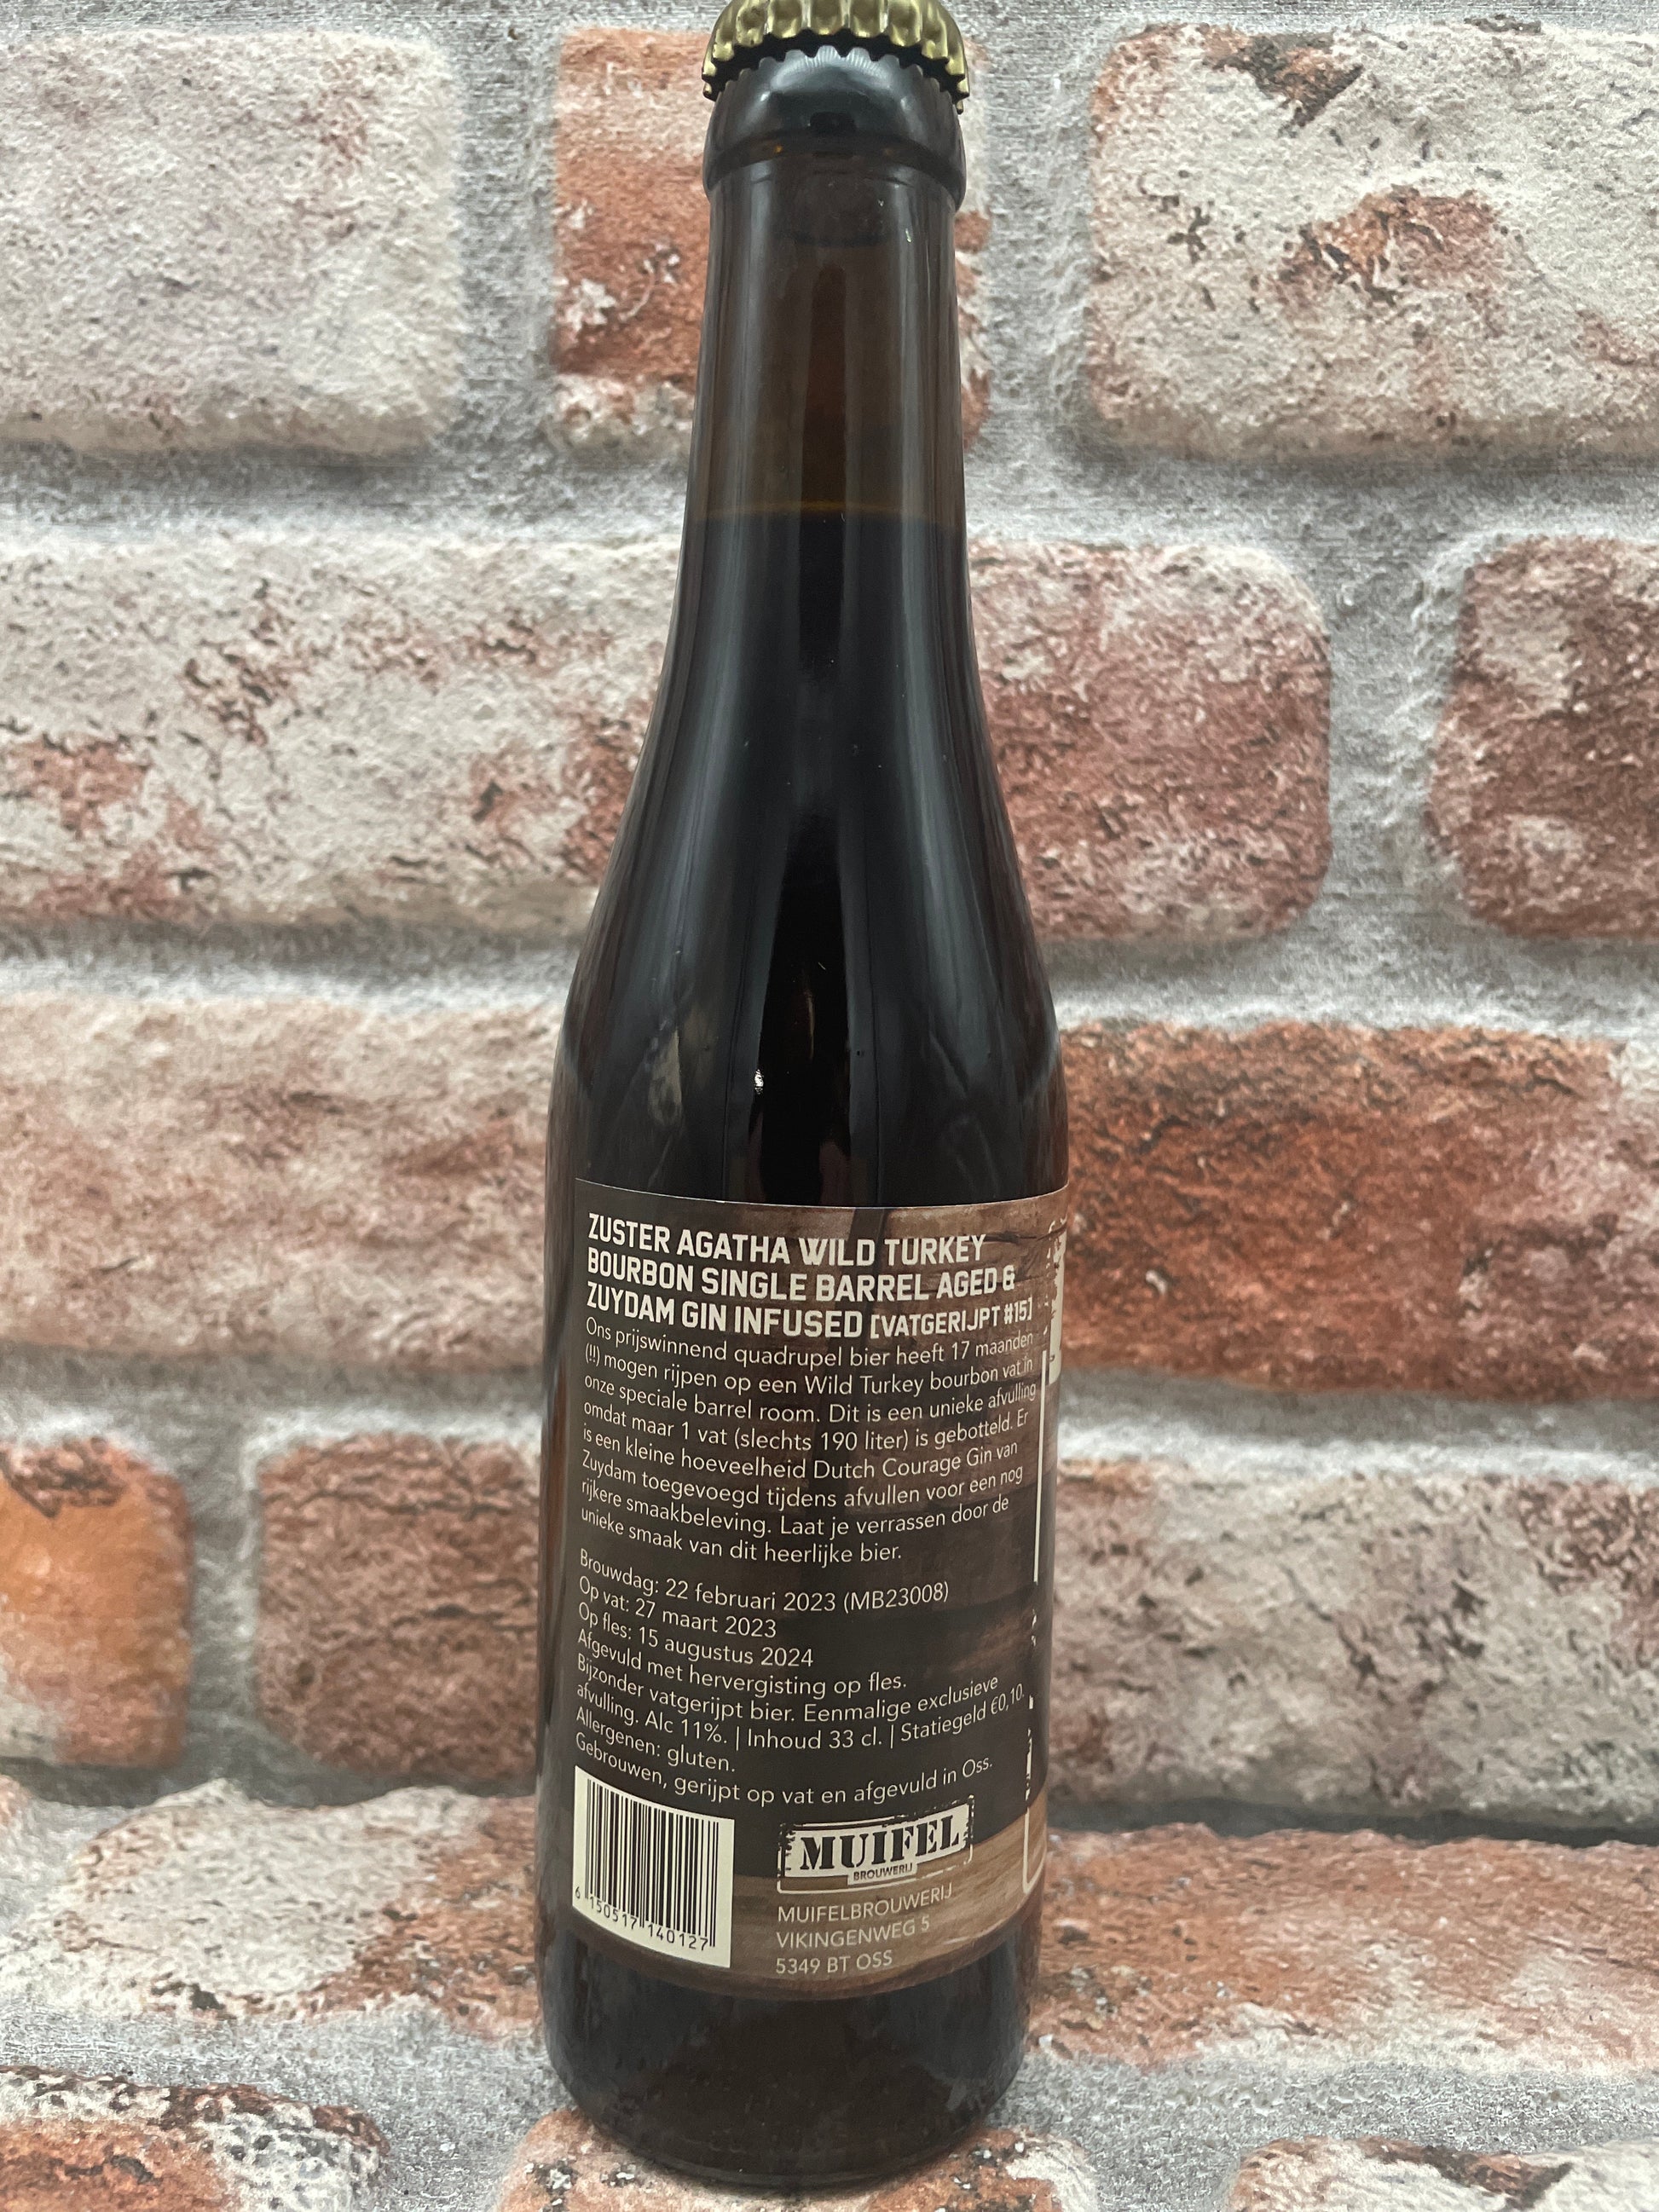 ZUSTER AGATHA WILD TURKEY
BOURBON SINGLE BARREL AGED &
ZUYDAM GIN INFUSED [VATGERIJPT #15]
Ons prijswinnend quadrupel bier heeft 17 maanden
(!!) mogen rijpen op een Wild Turkey bourbon vat in
onze speciale barrel room. Dit is een unieke afvulling
omdat maar 1 vat (slechts 190 liter) is gebotteld. Er
is een kleine hoeveelheid Dutch Courage Gin van
Zuydam toegevoegd tijdens afvullen voor een nog
rijkere smaakbeleving. Laat je verrassen door de
unieke smaak van dit heerlijke bier.
Brouwdag: 22 februari 2023 (MB23008)
Op vat: 27 maart 2023
Op fles: 15 augustus 2024
Afgevuld met hervergisting op fles.
Bijzonder vatgerijpt bier. Eenmalige exclusieve
afvulling. Alc 11%. | Inhoud 33 cl. | Statiegeld €0,10.
Allergenen: gluten.
Gebrouwen, gerijpt op vat en afgevuld in Oss.
6 150517 140127
MUIFEL
BROUWERIJ
MUIFELBROUWERIJ
VIKINGENWEG 5
5349 BT OSS